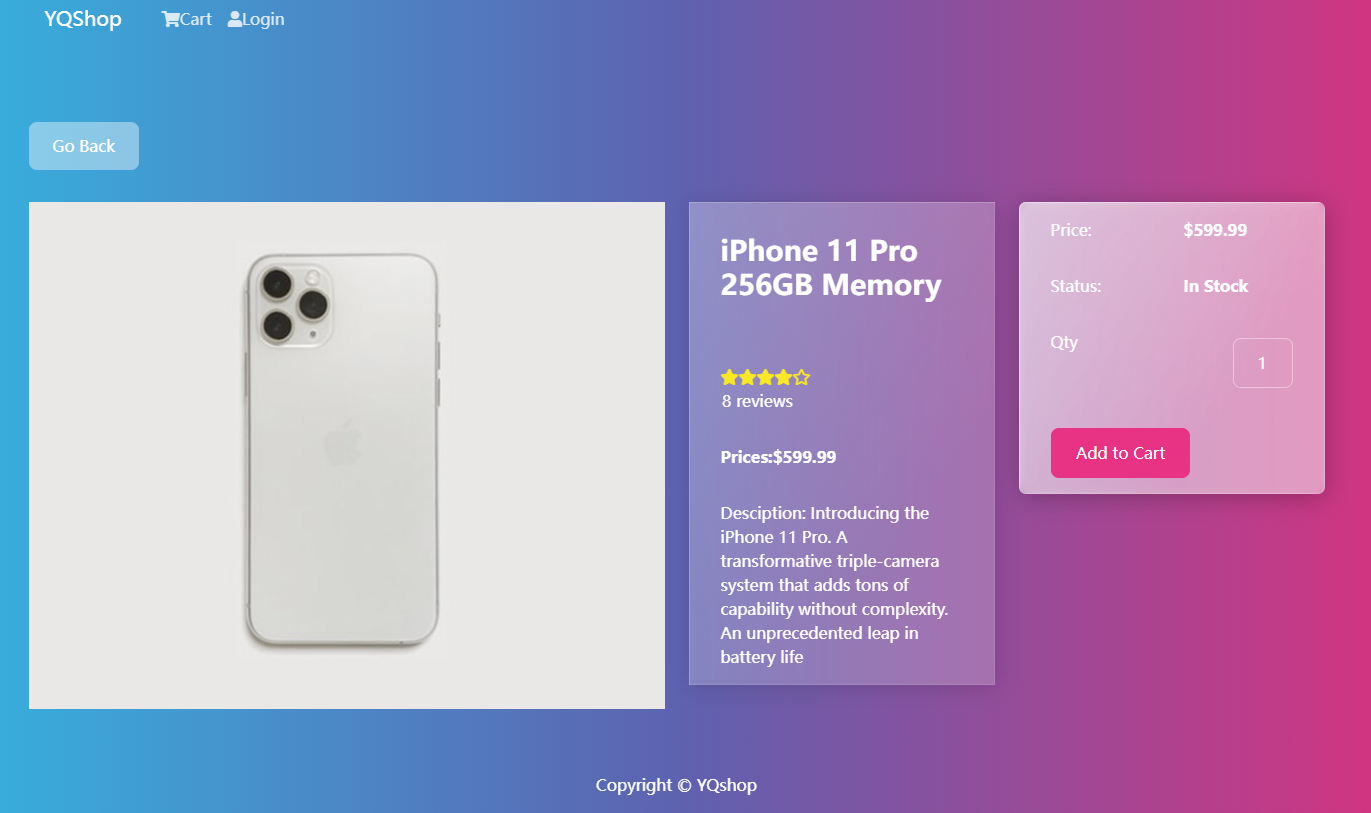 YQShop Cart Login
Go Back
iPhone 11 Pro
256GB Memory
8 reviews
Prices:$599.99
Desciption: Introducing the
iPhone 11 Pro. A
transformative triple-camera
system that adds tons of
capability without complexity.
An unprecedented leap in
battery life
Price: $599.99
Status: In Stock
Qty 1
Add to Cart
Copyright © YQshop